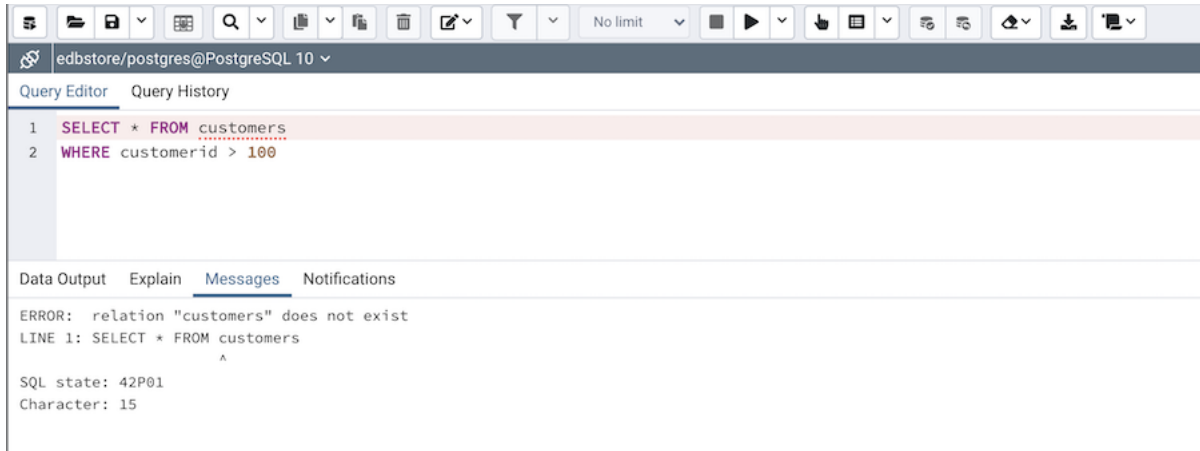 No limit
edbstore/postgres@PostgreSQL 10
Query Editor Query History
1 SELECT * FROM customers
2 WHERE customerid > 100
Data Output Explain Messages Notifications
ERROR:  relation "customers" does not exist
LINE 1: SELECT * FROM customers
^
SQL state: 42P01
Character: 15